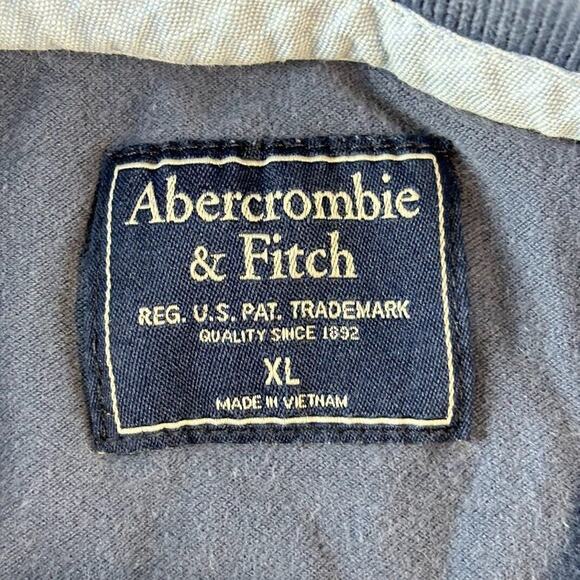 Abercrombie
& Fitch
REG. U.S. PAT. TRADEMARK
QUALITY SINCE 1892
XL
MADE IN VIETNAM